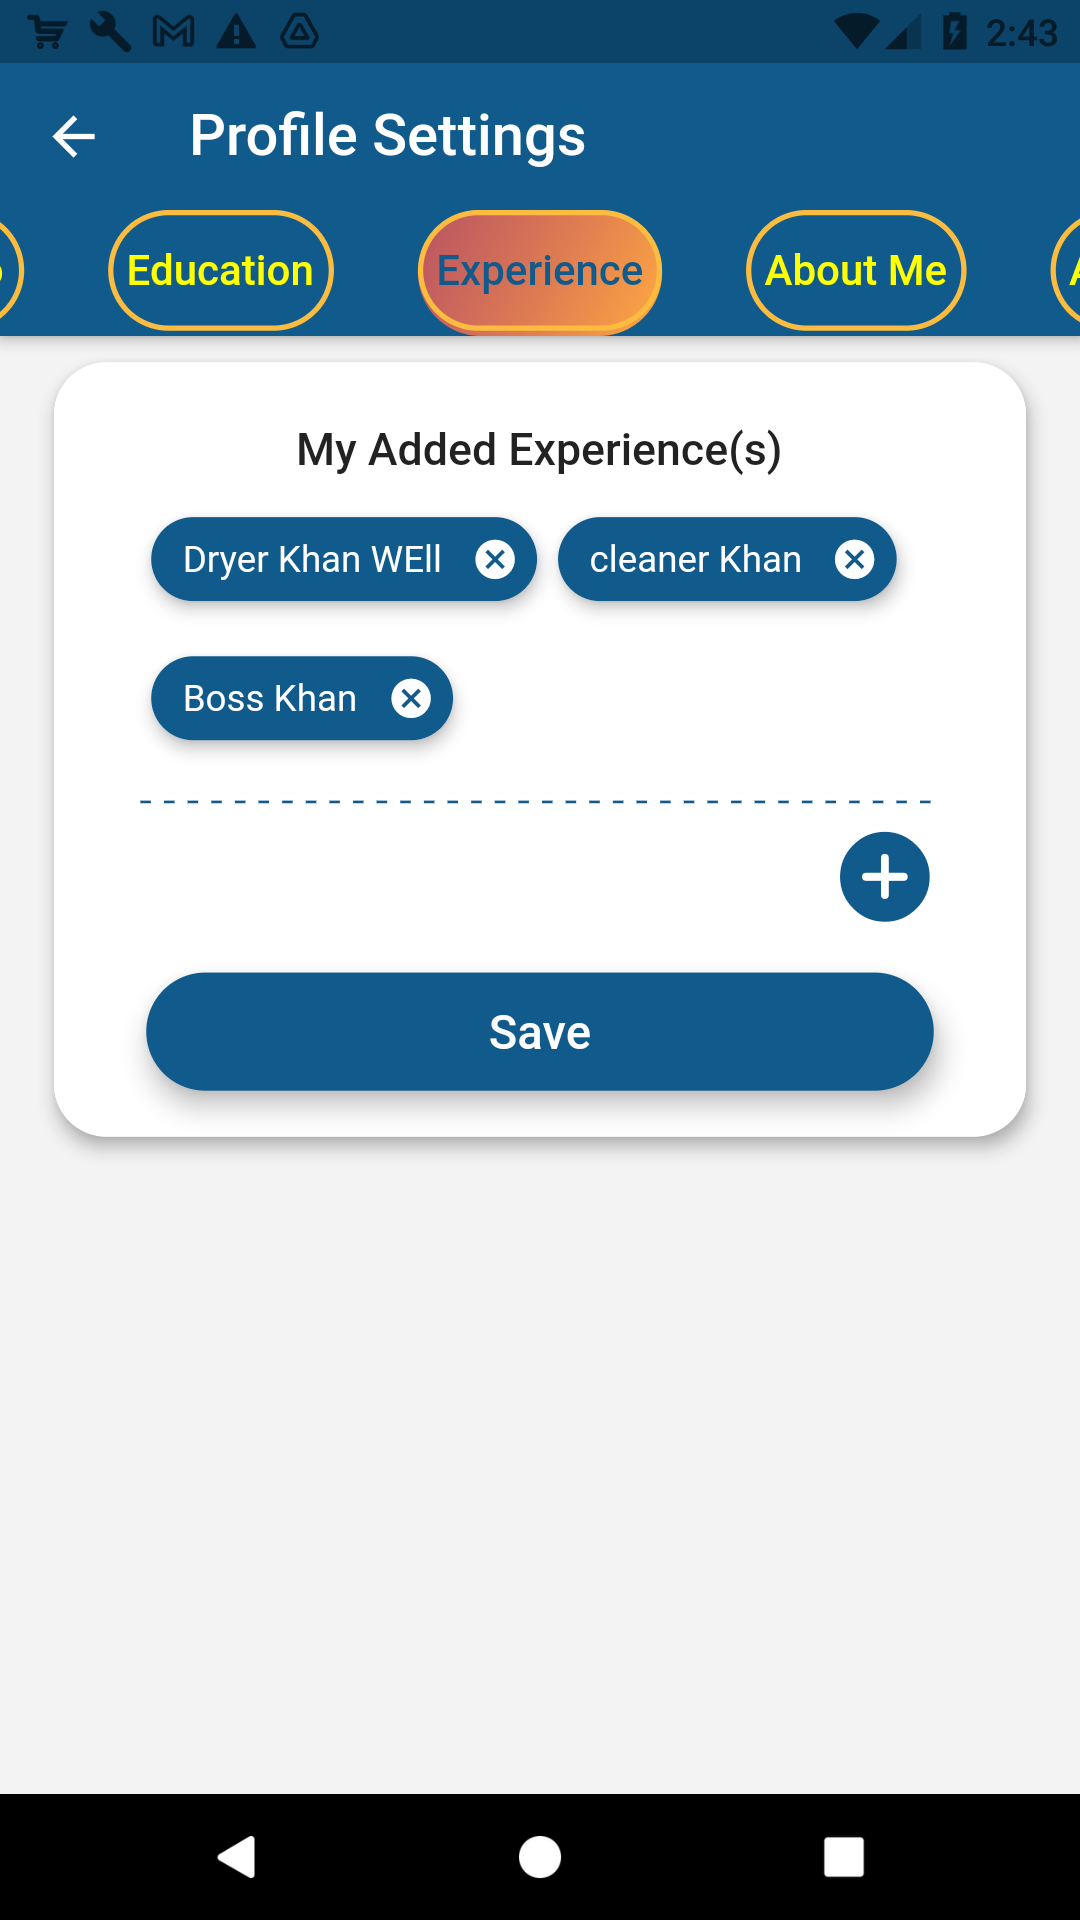 2:43
Profile Settings
Education Experience About Me
My Added Experience(s)
Dryer Khan WEll cleaner Khan
Boss Khan
Save